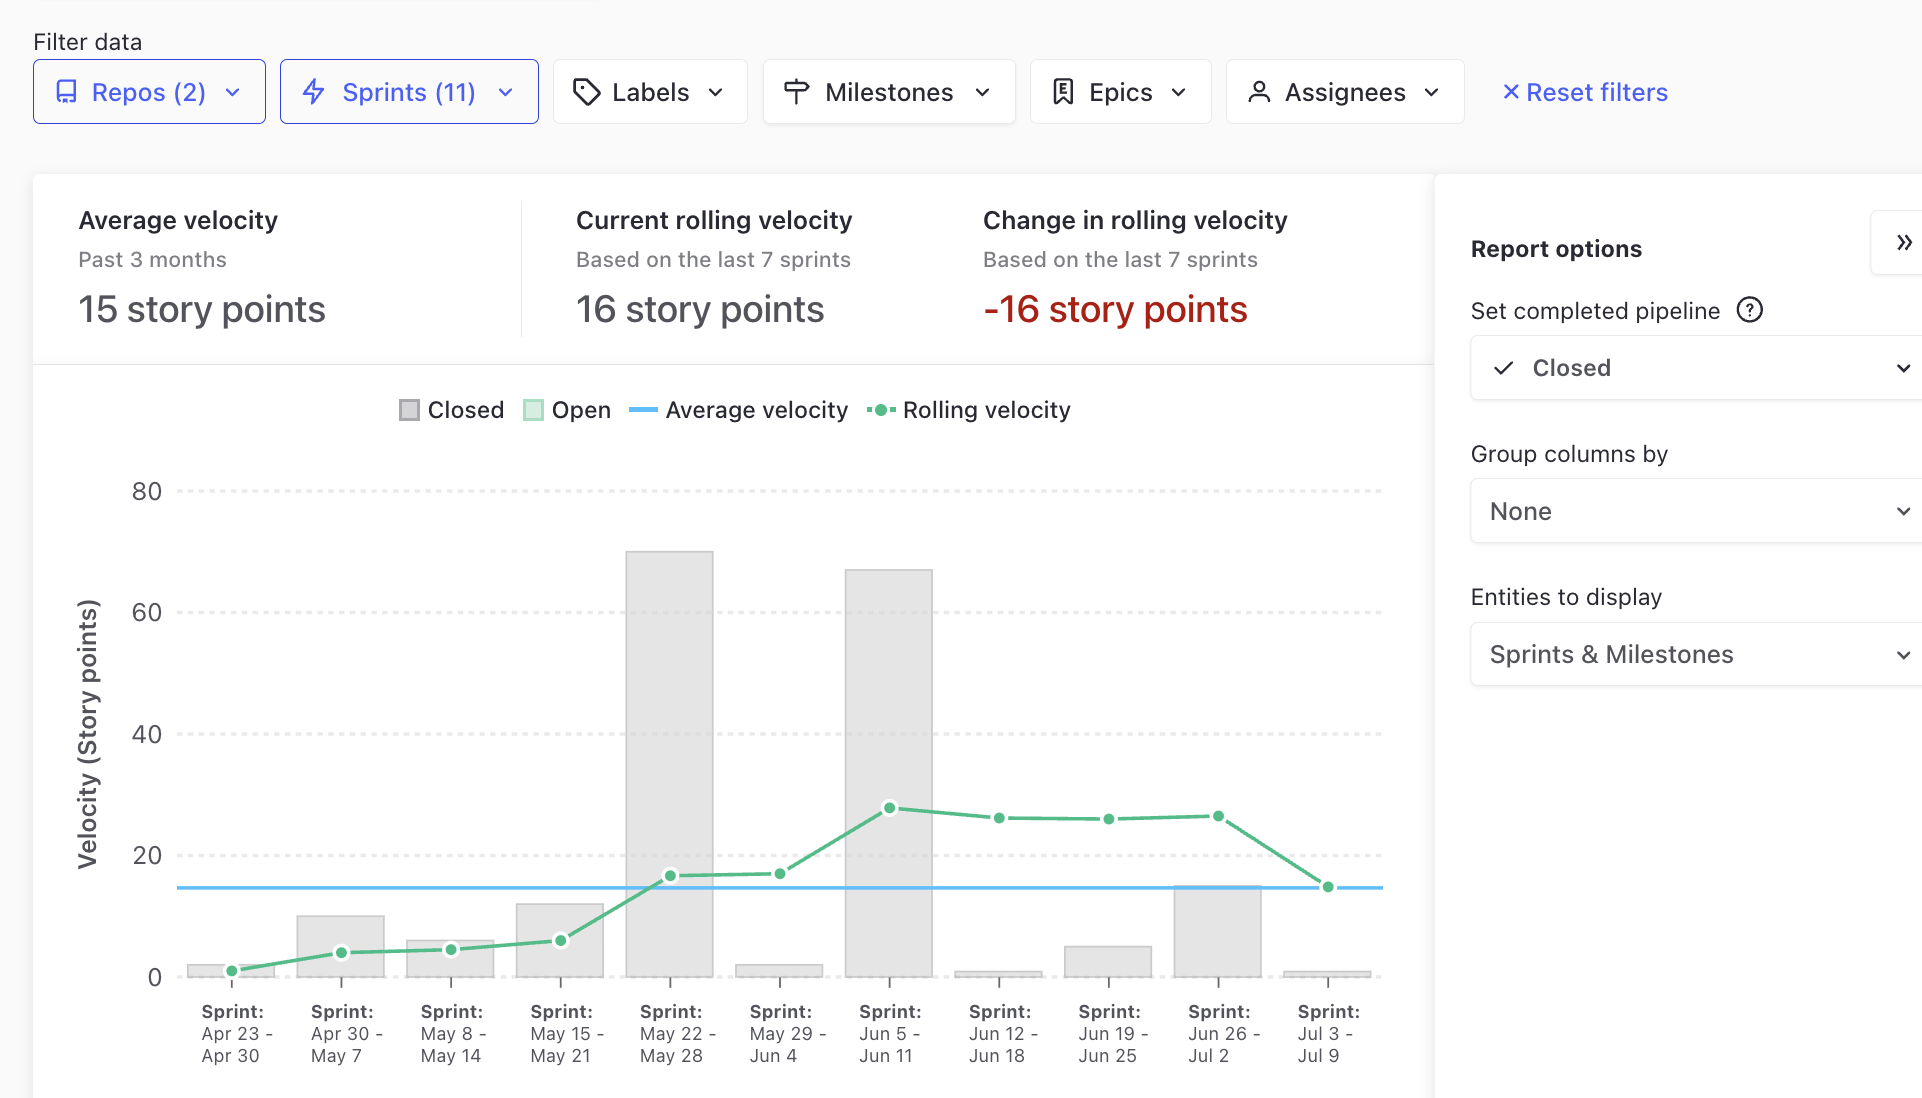 Filter data
Repos (2)
Sprints (11)
Labels
Milestones
Epics
Assignees
× Reset filters
Average velocity
Past 3 months
15 story points
Current rolling velocity
Based on the last 7 sprints
16 story points
Change in rolling velocity
Based on the last 7 sprints
-16 story points
Closed
Open
Average velocity
Rolling velocity
Velocity (Story points)
80
60
40
20
0
Sprint:
Apr 23 -
Apr 30
Sprint:
Apr 30 -
May 7
Sprint:
May 8 -
May 14
Sprint:
May 15 -
May 21
Sprint:
May 22 -
May 28
Sprint:
May 29 -
Jun 4
Sprint:
Jun 5 -
Jun 11
Sprint:
Jun 12 -
Jun 18
Sprint:
Jun 19 -
Jun 25
Sprint:
Jun 26 -
Jul 2
Sprint:
Jul 3 -
Jul 9
Report options
»
Set completed pipeline ?
Closed
Group columns by
None
Entities to display
Sprints & Milestones